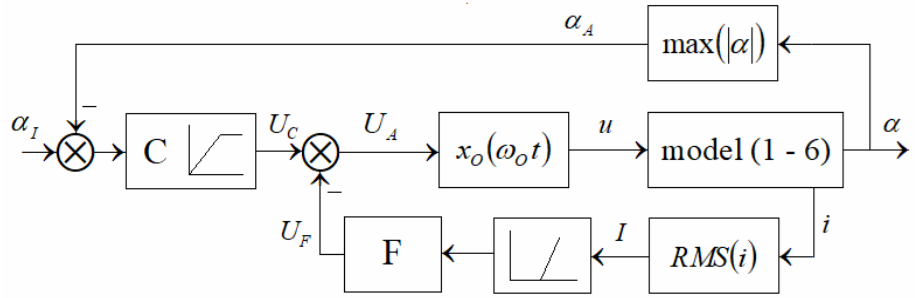 α_A
max(|α|)
α_I
−
C
U_C
U_A
x_O(ω_O t)
u
model (1 - 6)
α
−
U_F
F
I
RMS(i)
i